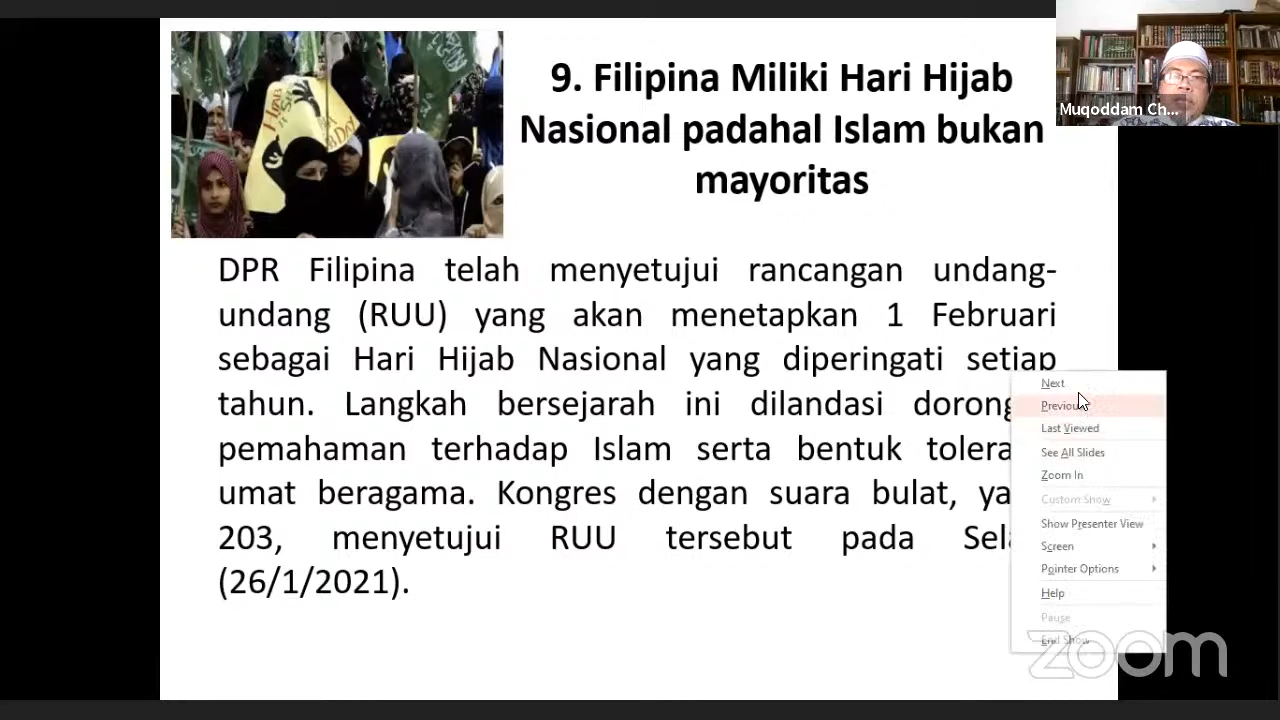 9. Filipina Miliki Hari Hijab
Nasional padahal Islam bukan
mayoritas
Muqoddam Ch...
DPR Filipina telah menyetujui rancangan undang-
undang (RUU) yang akan menetapkan 1 Februari
sebagai Hari Hijab Nasional yang diperingati setiap
tahun. Langkah bersejarah ini dilandasi
pemahaman terhadap Islam serta bentuk
umat beragama. Kongres dengan suara bulat,
203, menyetujui RUU tersebut pada
(26/1/2021).
Next
Previous
Last Viewed
See All Slides
Zoom In
Custom Show
Show Presenter View
Screen
Pointer Options
Help
Pause
End Show
zoom